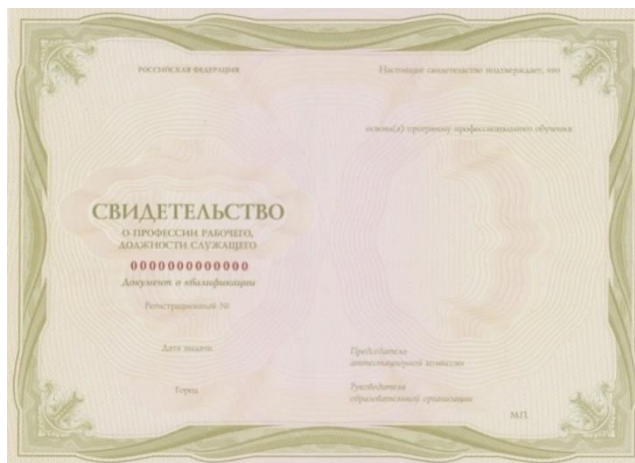 РОССИЙСКАЯ ФЕДЕРАЦИЯ
СВИДЕТЕЛЬСТВО
О ПРОФЕССИИ РАБОЧЕГО,
ДОЛЖНОСТИ СЛУЖАЩЕГО
0000000000000
Документ о квалификации
Регистрационный №
Дата выдачи
Город
Настоящее свидетельство подтверждает, что
освоил(а) программу профессионального обучения
Председатель
аттестационной комиссии
Руководитель
образовательной организации
М.П.